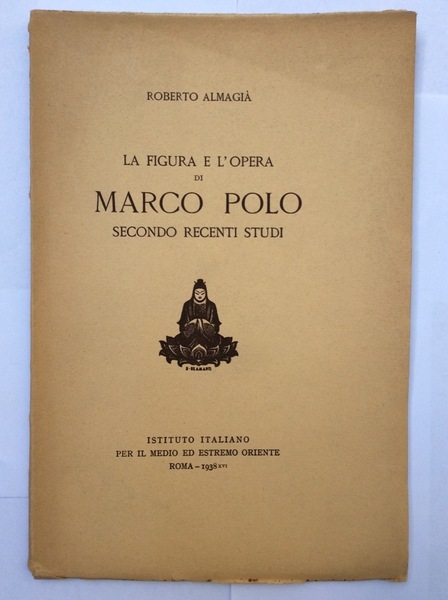 ROBERTO ALMAGIÀ
LA FIGURA E L'OPERA
DI
MARCO POLO
SECONDO RECENTI STUDI
ISTITUTO ITALIANO
PER IL MEDIO ED ESTREMO ORIENTE
ROMA - 1938 XVI